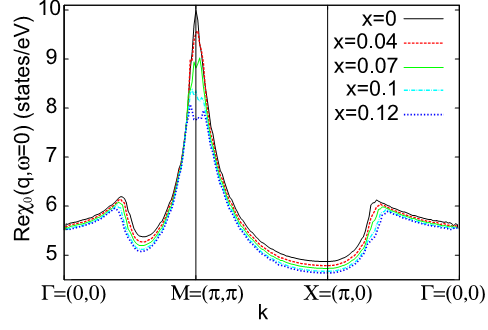 10
9
8
7
6
5
Reχ₀(q,ω=0) (states/eV)
x=0
x=0.04
x=0.07
x=0.1
x=0.12
Γ=(0,0) M=(π,π) X=(π,0) Γ=(0,0)
k